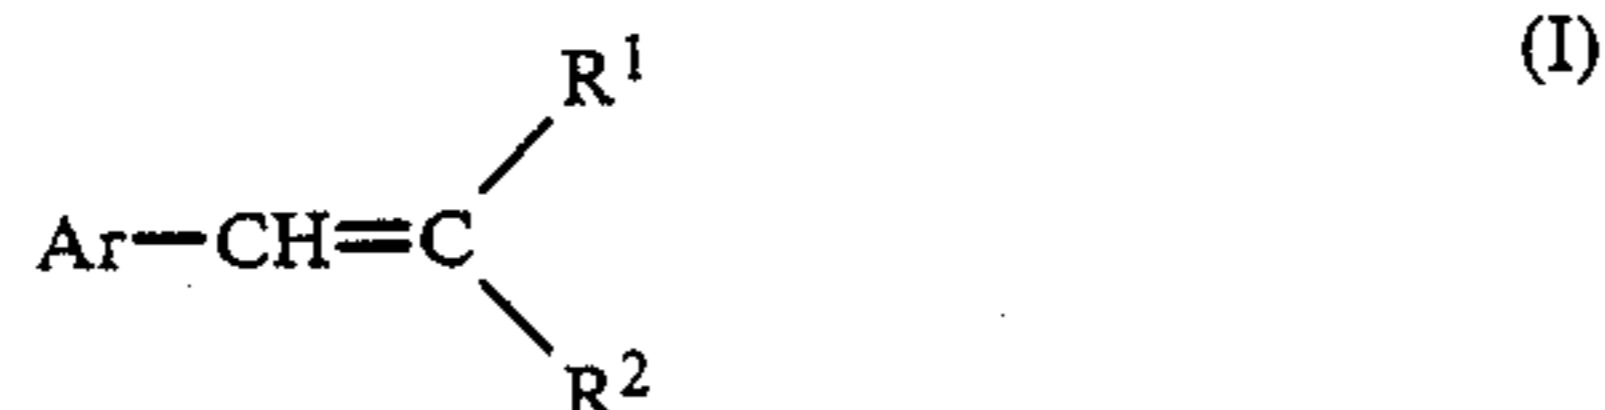 (I)
R¹
Ar—CH=C
R²